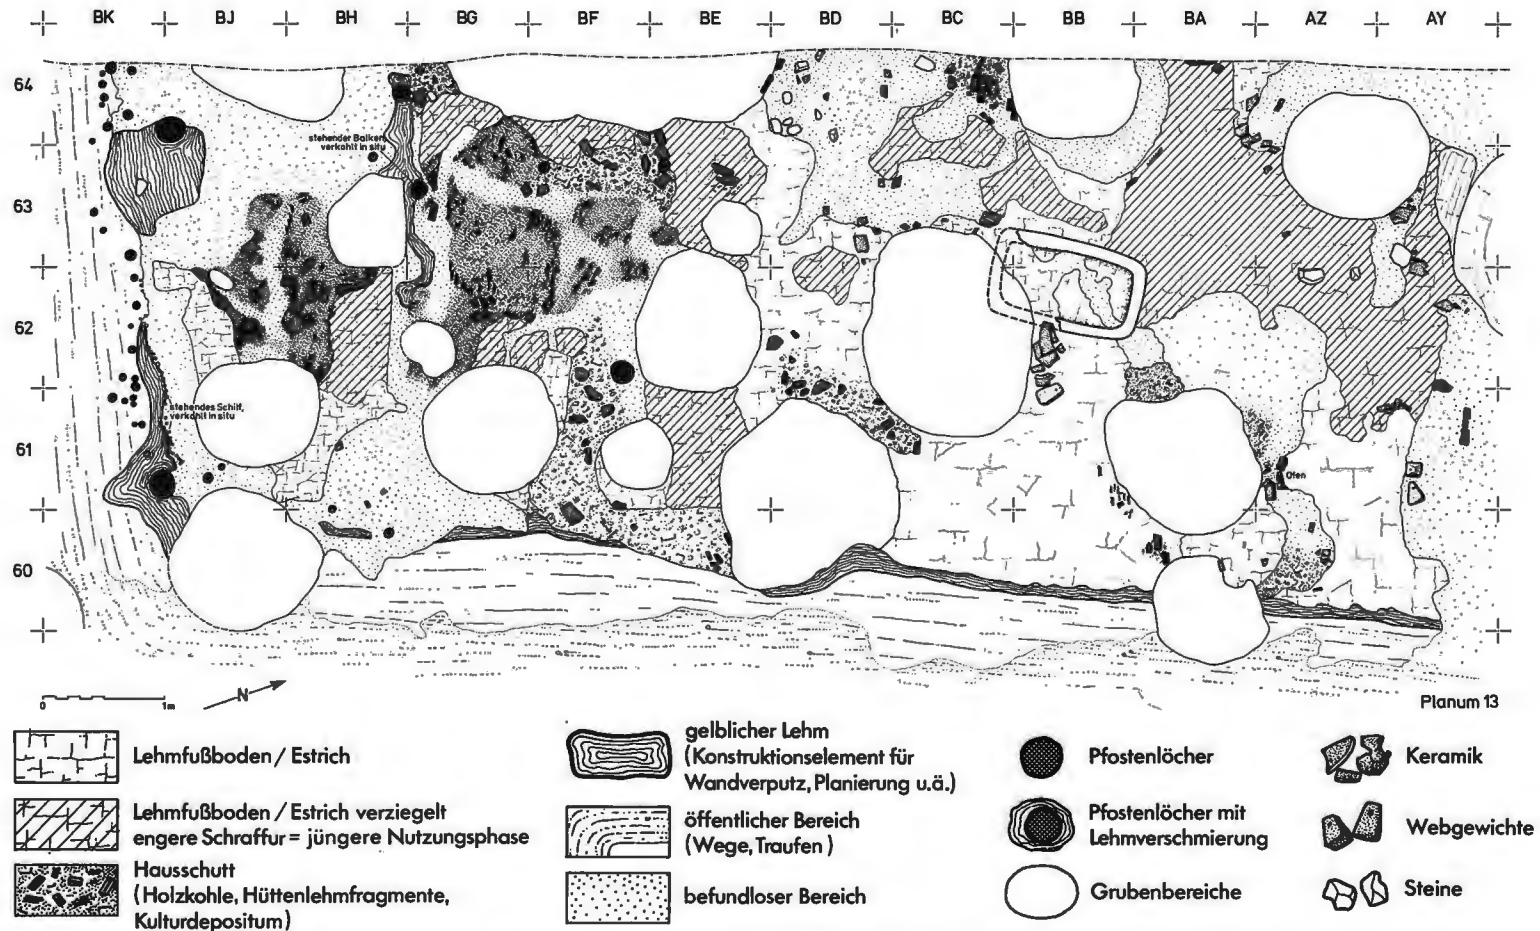 BK BJ BH BG BF BE BD BC BB BA AZ AY
64
stehender Balken,
verkohlt in situ
63
62
stehendes Schilf,
verkohlt in situ
61
Ofen
60
0 1m
N
Planum 13
Lehmfußboden / Estrich
Lehmfußboden / Estrich verziegelt
engere Schraffur = jüngere Nutzungsphase
Hausschutt
(Holzkohle, Hüttenlehmfragmente,
Kulturdepositum)
gelblicher Lehm
(Konstruktionselement für
Wandverputz, Planierung u.ä.)
öffentlicher Bereich
(Wege, Traufen)
befundloser Bereich
Pfostenlöcher
Pfostenlöcher mit
Lehmverschmierung
Grubenbereiche
Keramik
Webgewichte
Steine